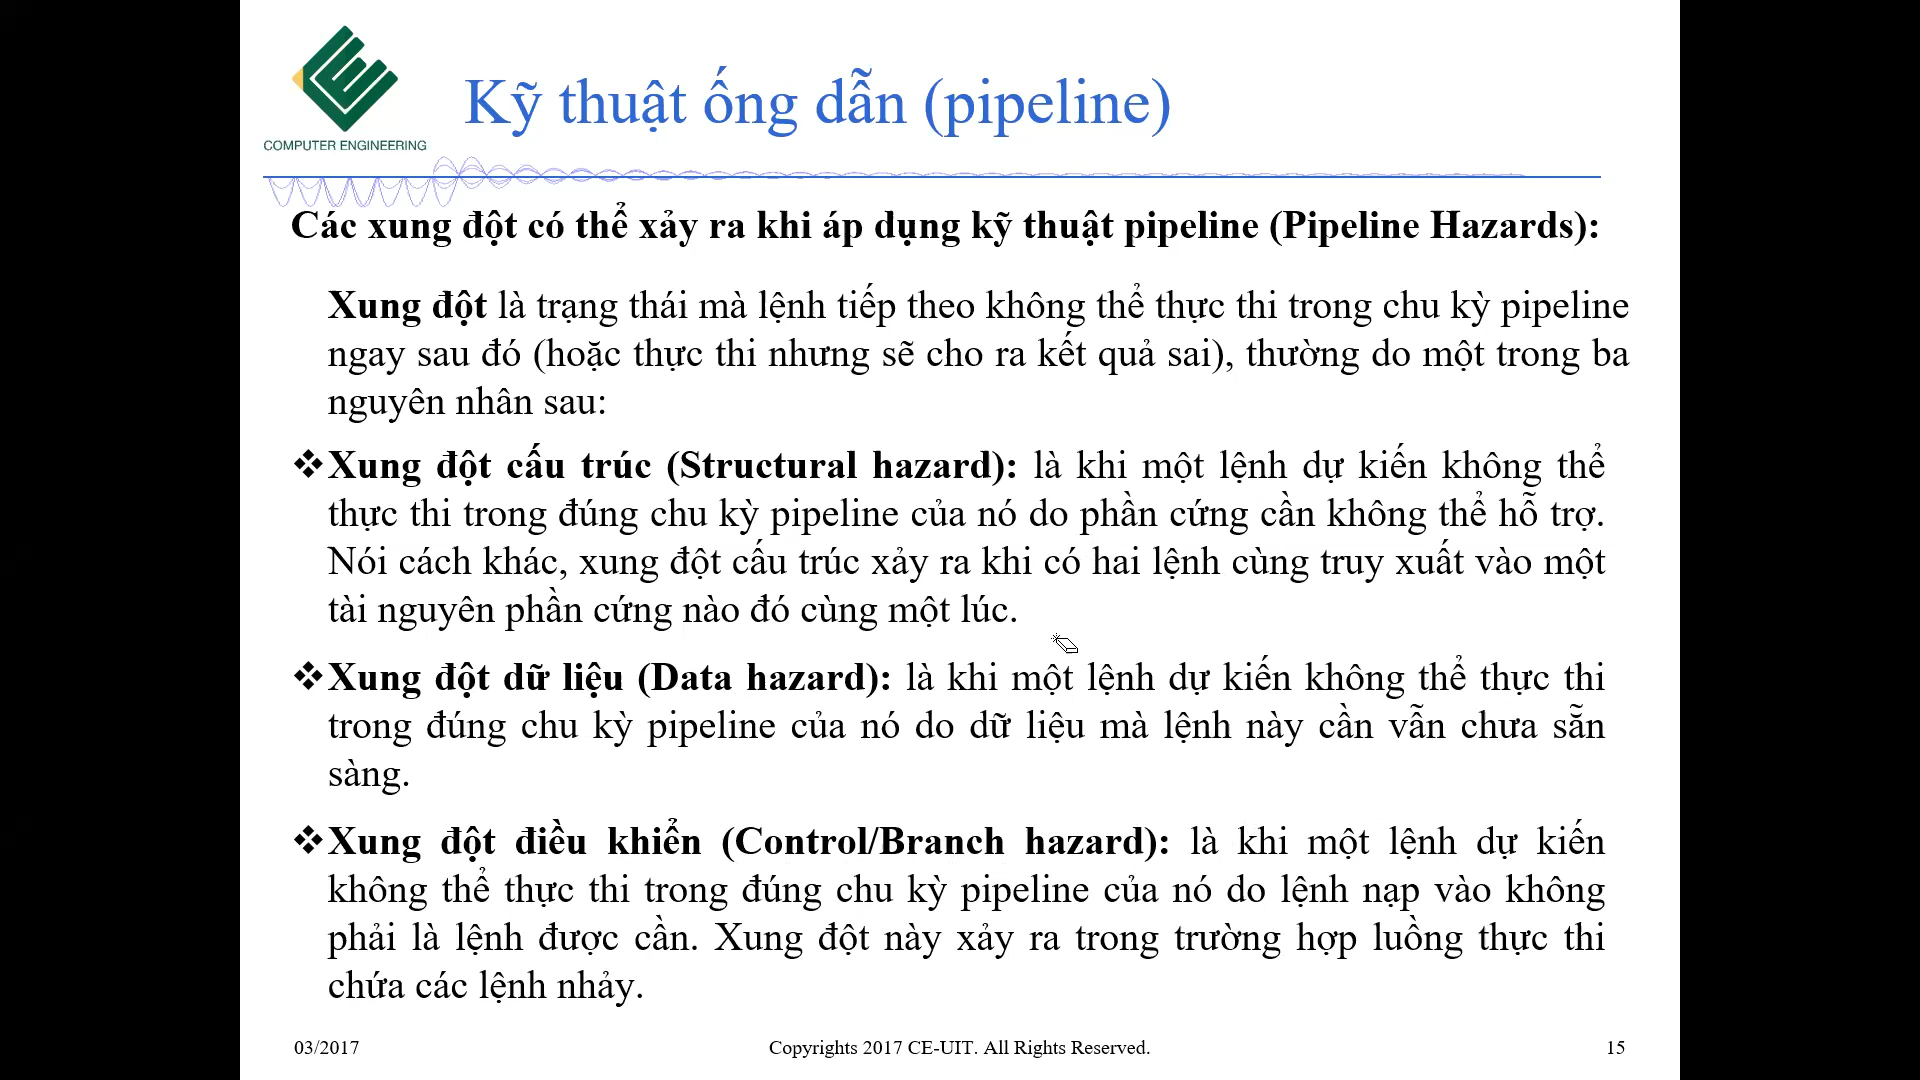 COMPUTER ENGINEERING
Kỹ thuật ống dẫn (pipeline)
Các xung đột có thể xảy ra khi áp dụng kỹ thuật pipeline (Pipeline Hazards):
Xung đột là trạng thái mà lệnh tiếp theo không thể thực thi trong chu kỳ pipeline
ngay sau đó (hoặc thực thi nhưng sẽ cho ra kết quả sai), thường do một trong ba
nguyên nhân sau:
❖Xung đột cấu trúc (Structural hazard): là khi một lệnh dự kiến không thể
thực thi trong đúng chu kỳ pipeline của nó do phần cứng cần không thể hỗ trợ.
Nói cách khác, xung đột cấu trúc xảy ra khi có hai lệnh cùng truy xuất vào một
tài nguyên phần cứng nào đó cùng một lúc.
❖Xung đột dữ liệu (Data hazard): là khi một lệnh dự kiến không thể thực thi
trong đúng chu kỳ pipeline của nó do dữ liệu mà lệnh này cần vẫn chưa sẵn
sàng.
❖Xung đột điều khiển (Control/Branch hazard): là khi một lệnh dự kiến
không thể thực thi trong đúng chu kỳ pipeline của nó do lệnh nạp vào không
phải là lệnh được cần. Xung đột này xảy ra trong trường hợp luồng thực thi
chứa các lệnh nhảy.
03/2017 Copyrights 2017 CE-UIT. All Rights Reserved. 15